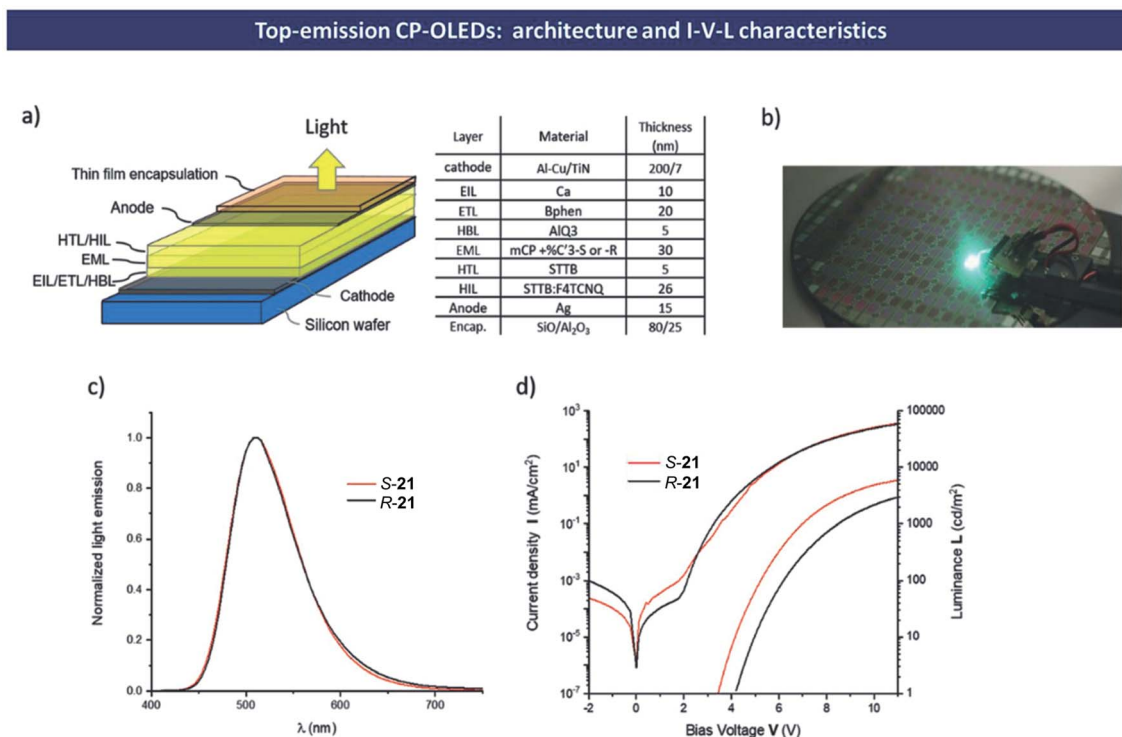 Top-emission CP-OLEDs: architecture and I-V-L characteristics
a)
Light
Thin film encapsulation
Anode
HTL/HIL
EML
EIL/ETL/HBL
Cathode
Silicon wafer
Layer Material Thickness (nm)
cathode Al-Cu/TiN 200/7
EIL Ca 10
ETL Bphen 20
HBL AlQ3 5
EML mCP +%C'3-S or -R 30
HTL STTB 5
HIL STTB:F4TCNQ 26
Anode Ag 15
Encap. SiO/Al₂O₃ 80/25
b)
c)
Normalized light emission
1.0
0.8
0.6
0.4
0.2
0.0
S-21
R-21
400 500 600 700
λ (nm)
d)
Current density I (mA/cm²)
10³
10¹
10⁻¹
10⁻³
10⁻⁵
10⁻⁷
S-21
R-21
-2 0 2 4 6 8 10
Bias Voltage V (V)
100000
10000
1000
100
10
1
Luminance L (cd/m²)